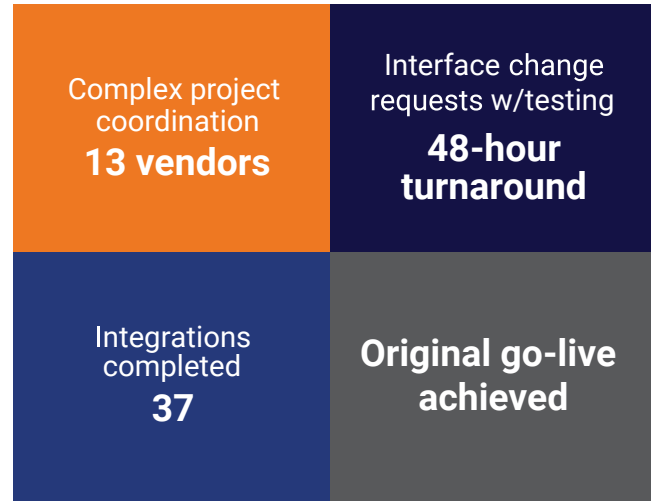 Complex project
coordination
13 vendors
Interface change
requests w/testing
48-hour
turnaround
Integrations
completed
37
Original go-live
achieved